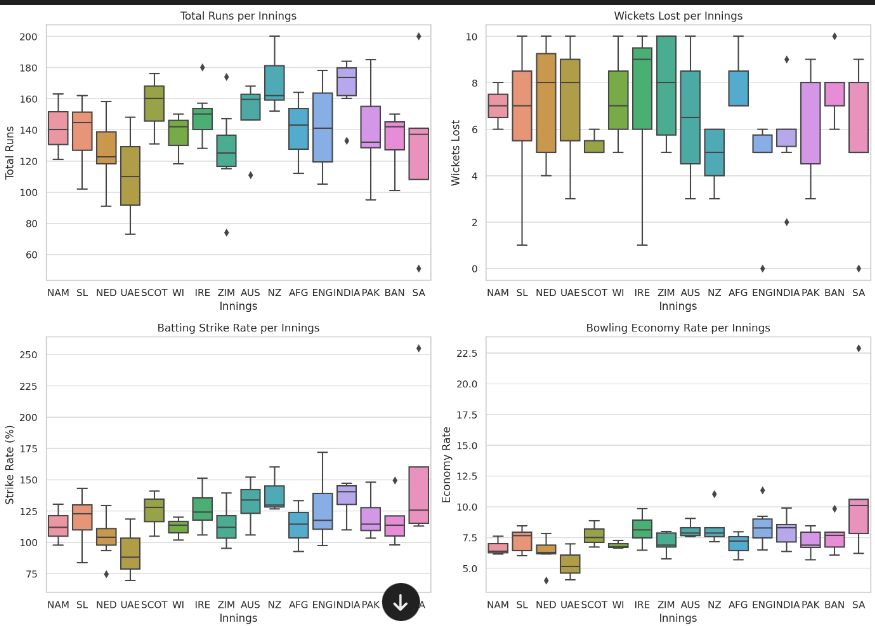 Total Runs per Innings
Total Runs
200
180
160
140
120
100
80
60
NAM SL NED UAE SCOT WI IRE ZIM AUS NZ AFG ENG INDIA PAK BAN SA
Innings
Wickets Lost per Innings
Wickets Lost
10
8
6
4
2
0
NAM SL NED UAE SCOT WI IRE ZIM AUS NZ AFG ENG INDIA PAK BAN SA
Innings
Batting Strike Rate per Innings
Strike Rate (%)
250
225
200
175
150
125
100
75
NAM SL NED UAE SCOT WI IRE ZIM AUS NZ AFG ENG INDIA PAK A
Innings
Bowling Economy Rate per Innings
Economy Rate
22.5
20.0
17.5
15.0
12.5
10.0
7.5
5.0
NAM SL NED UAE SCOT WI IRE ZIM AUS NZ AFG ENG INDIA PAK BAN SA
Innings